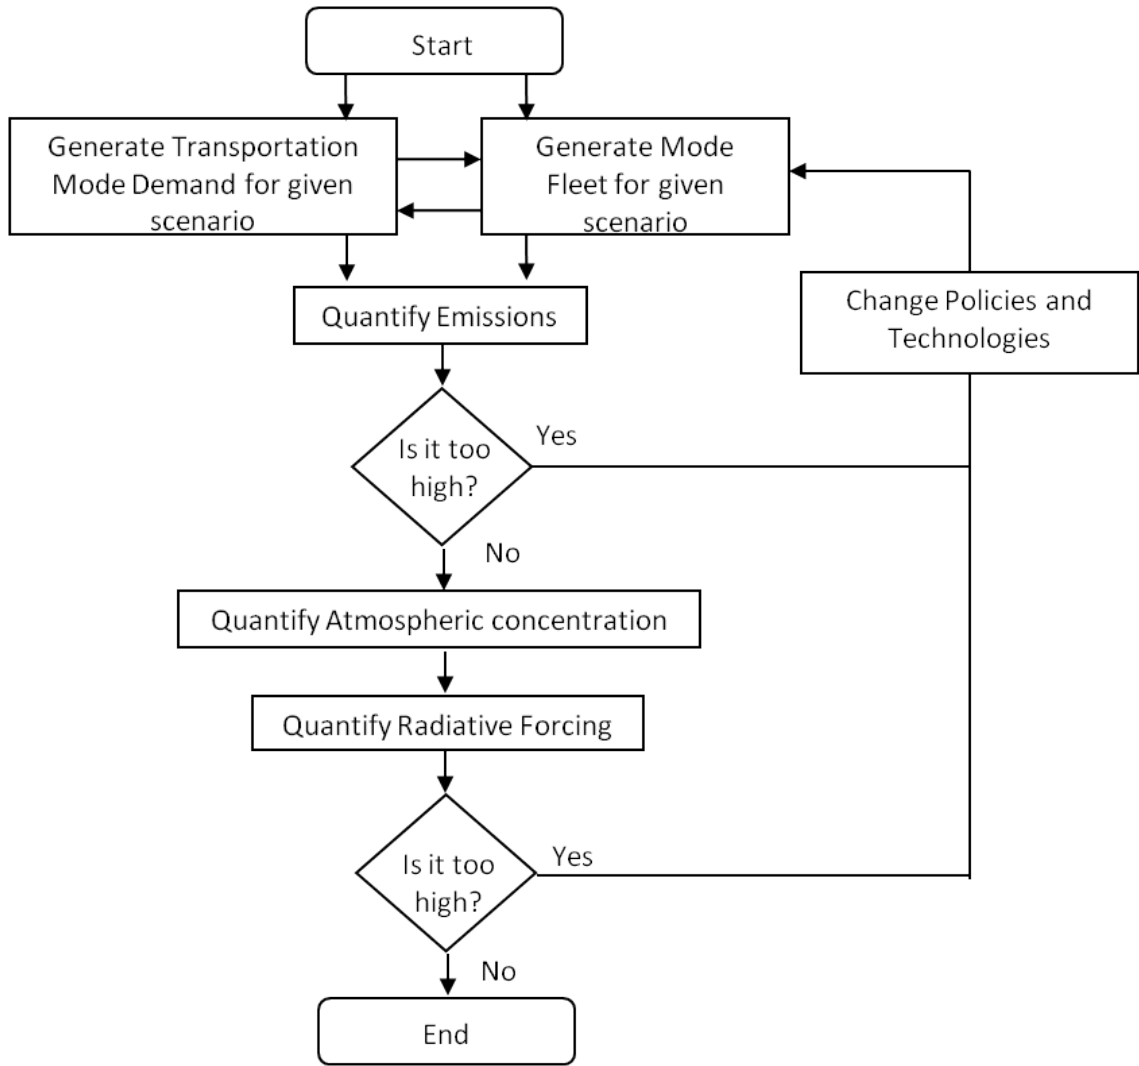 Start
Generate Transportation
Mode Demand for given
scenario
Generate Mode
Fleet for given
scenario
Change Policies and
Technologies
Quantify Emissions
Is it too
high?
Yes
No
Quantify Atmospheric concentration
Quantify Radiative Forcing
Is it too
high?
Yes
No
End